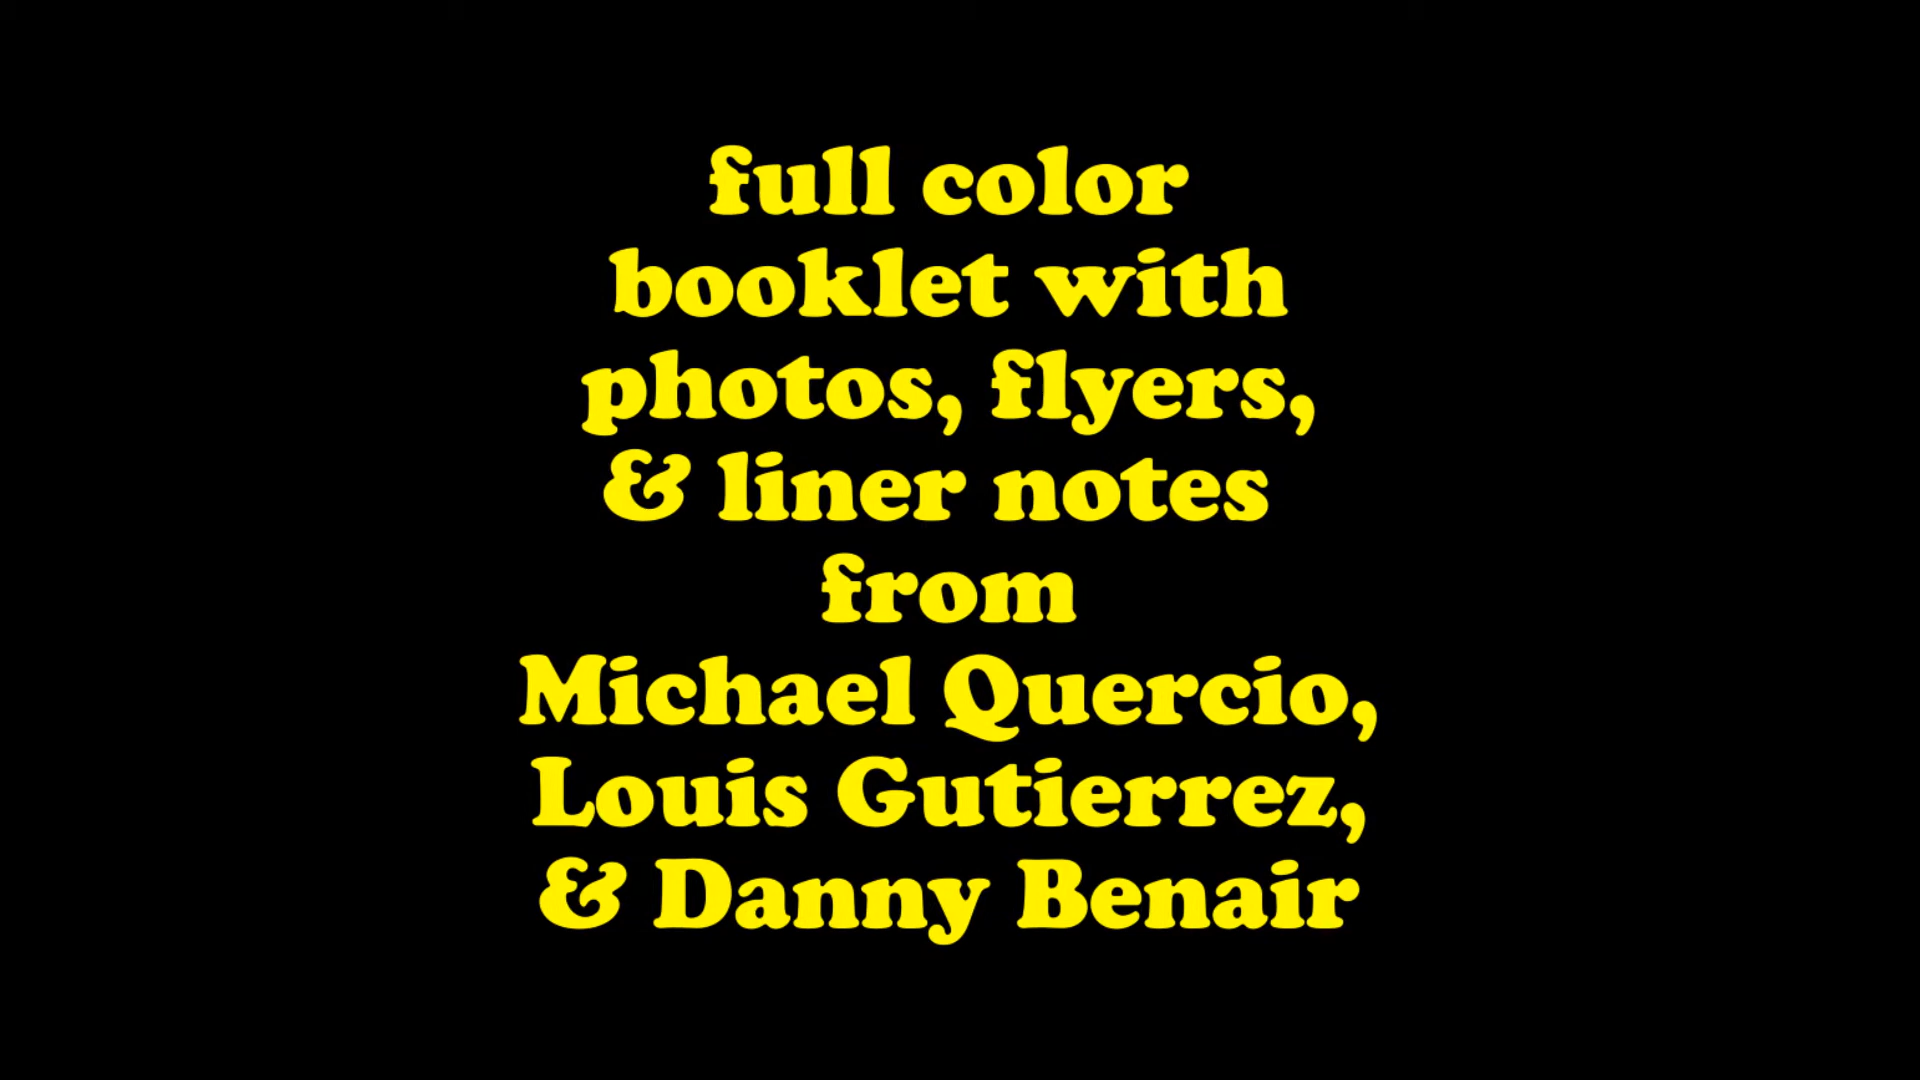 full color
booklet with
photos, flyers,
& liner notes
from
Michael Quercio,
Louis Gutierrez,
& Danny Benair